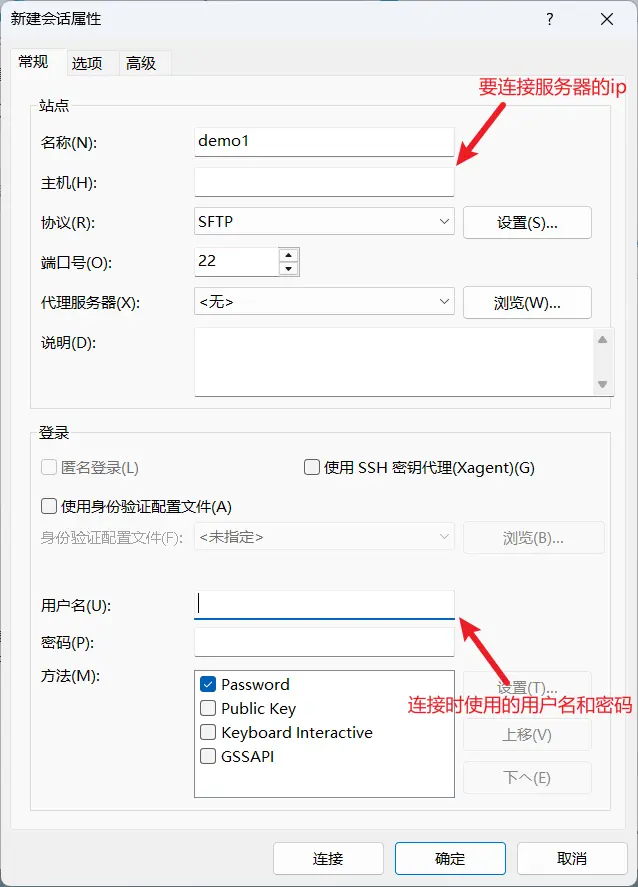 新建会话属性
?
常规 选项 高级
要连接服务器的ip
站点
名称(N): demo1
主机(H):
协议(R): SFTP 设置(S)...
端口号(O): 22
代理服务器(X): <无> 浏览(W)...
说明(D):
登录
匿名登录(L) 使用 SSH 密钥代理(Xagent)(G)
使用身份验证配置文件(A)
身份验证配置文件(F): <未指定> 浏览(B)...
用户名(U):
密码(P):
方法(M):
Password 设置(T)...
连接时使用的用户名和密码
Public Key
Keyboard Interactive 上移(V)
GSSAPI
下へ(E)
连接 确定 取消